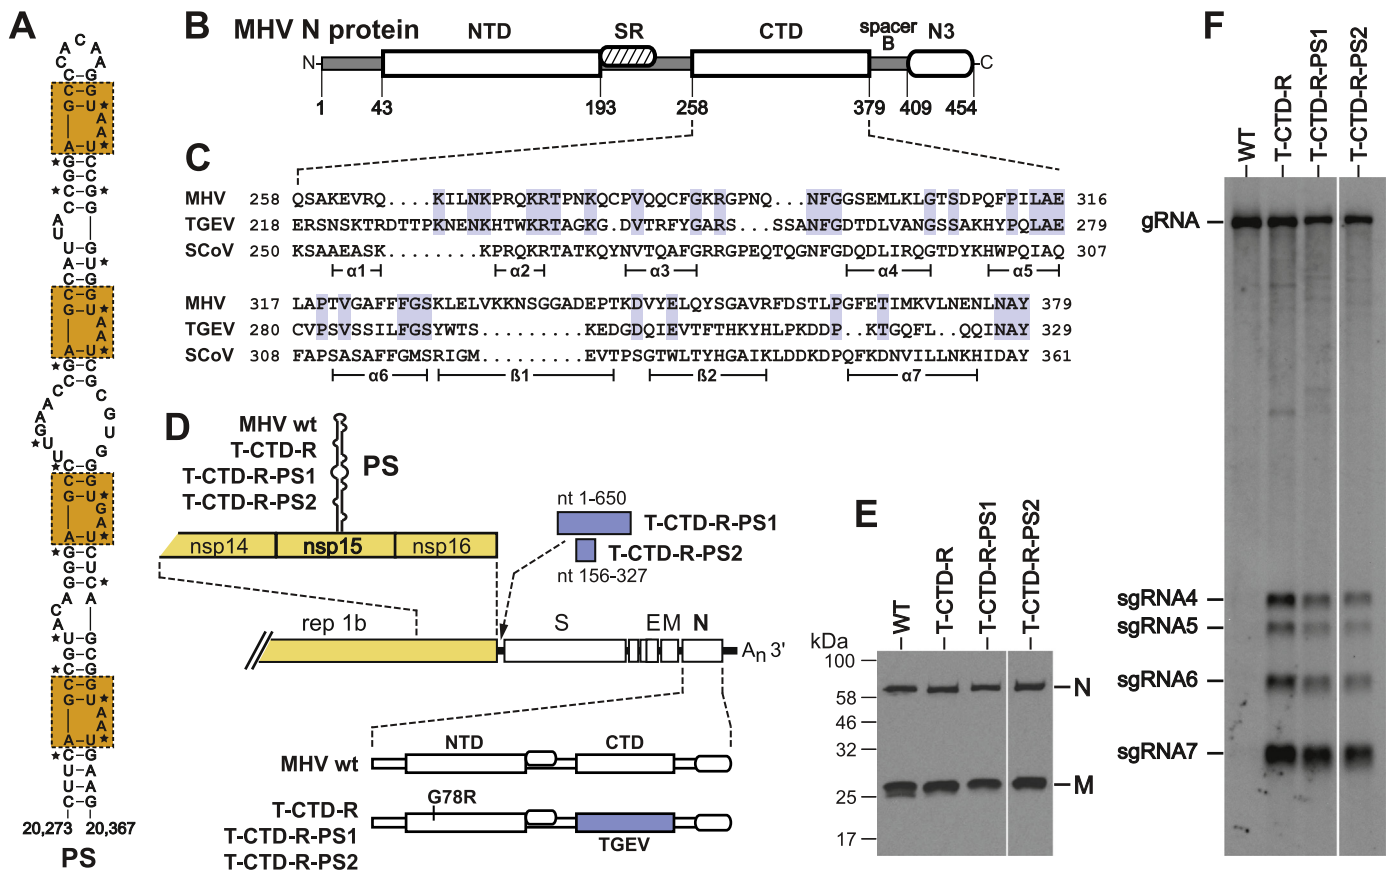 A
20,273 20,367
PS
B MHV N protein
NTD SR CTD spacer B N3
N C
1 43 193 258 379 409 454
C
MHV 258 QSAKEVRQ....KILNKPRQKRTPNKQCPVQQCFGKRGPNQ...NFGGSEMLKLGTSDPQFPILAE 316
TGEV 218 ERSNSKTRDTTPKNENKHTWKRTAGKG.DVTRFYGARS...SSANFGDTDLVANGSSAKHYPQLAE 279
SCoV 250 KSAAEASK........KPRQKRTATKQYNVTQAFGRRGPEQTQGNFGDQDLIRQGTDYKHWPQIAQ 307
α1 α2 α3 α4 α5
MHV 317 LAPTVGAFFFGSKLELVKKNSGGADEPTKDVYELQYSGAVRFDSTLPGFETIMKVLNENLNAY 379
TGEV 280 CVPSVSSILFGSYWTS.........KEDGDQIEVTFTHKYHLPKDDP..KTGQFL..QQINAY 329
SCoV 308 FAPSASAFFGMSRIGM.........EVTPSGTWLTYHGAIKLDDKDPQFKDNVILLNKHIDAY 361
α6 ß1 ß2 α7
D
MHV wt
T-CTD-R
T-CTD-R-PS1
T-CTD-R-PS2
PS
nsp14 nsp15 nsp16
nt 1-650
T-CTD-R-PS1
T-CTD-R-PS2
nt 156-327
rep 1b S EM N An 3'
NTD CTD
MHV wt
G78R
T-CTD-R
T-CTD-R-PS1
T-CTD-R-PS2
TGEV
E
WT
T-CTD-R
T-CTD-R-PS1
T-CTD-R-PS2
kDa
100
58
46
32
25
17
N
M
F
WT
T-CTD-R
T-CTD-R-PS1
T-CTD-R-PS2
gRNA
sgRNA4
sgRNA5
sgRNA6
sgRNA7